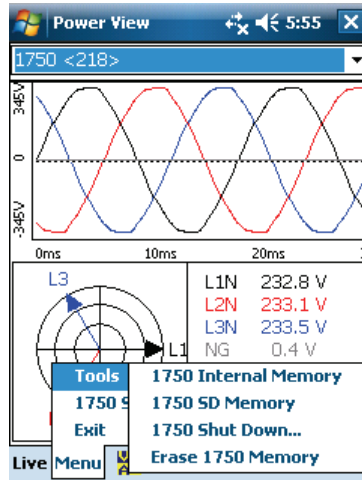 Power View 5:55
1750 <218>
345V
0
-345V
0ms 10ms 20ms
L3
L1
L1N 232.8 V
L2N 233.1 V
L3N 233.5 V
NG 0.4 V
Tools
1750 S
Exit
1750 Internal Memory
1750 SD Memory
1750 Shut Down...
Erase 1750 Memory
Live Menu